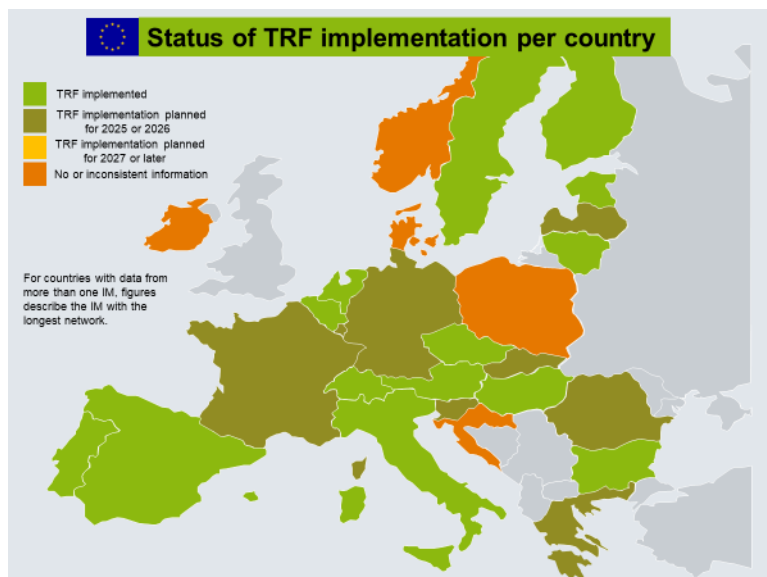 Status of TRF implementation per country
TRF implemented
TRF implementation planned
for 2025 or 2026
TRF implementation planned
for 2027 or later
No or inconsistent information
For countries with data from
more than one IM, figures
describe the IM with the
longest network.